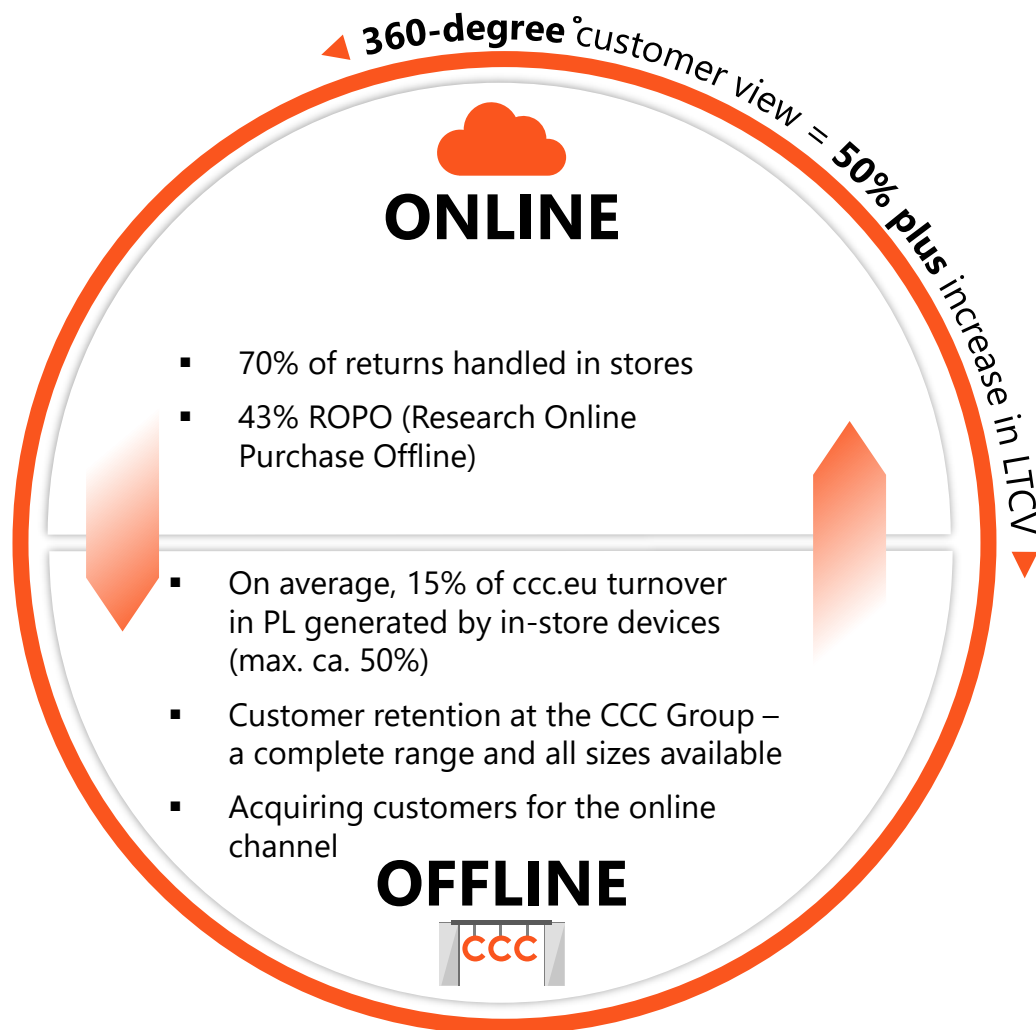 360-degree° customer view = 50% plus increase in LTCV
ONLINE
▪ 70% of returns handled in stores
▪ 43% ROPO (Research Online
Purchase Offline)
▪ On average, 15% of ccc.eu turnover
in PL generated by in-store devices
(max. ca. 50%)
▪ Customer retention at the CCC Group –
a complete range and all sizes available
▪ Acquiring customers for the online
channel
OFFLINE
CCC